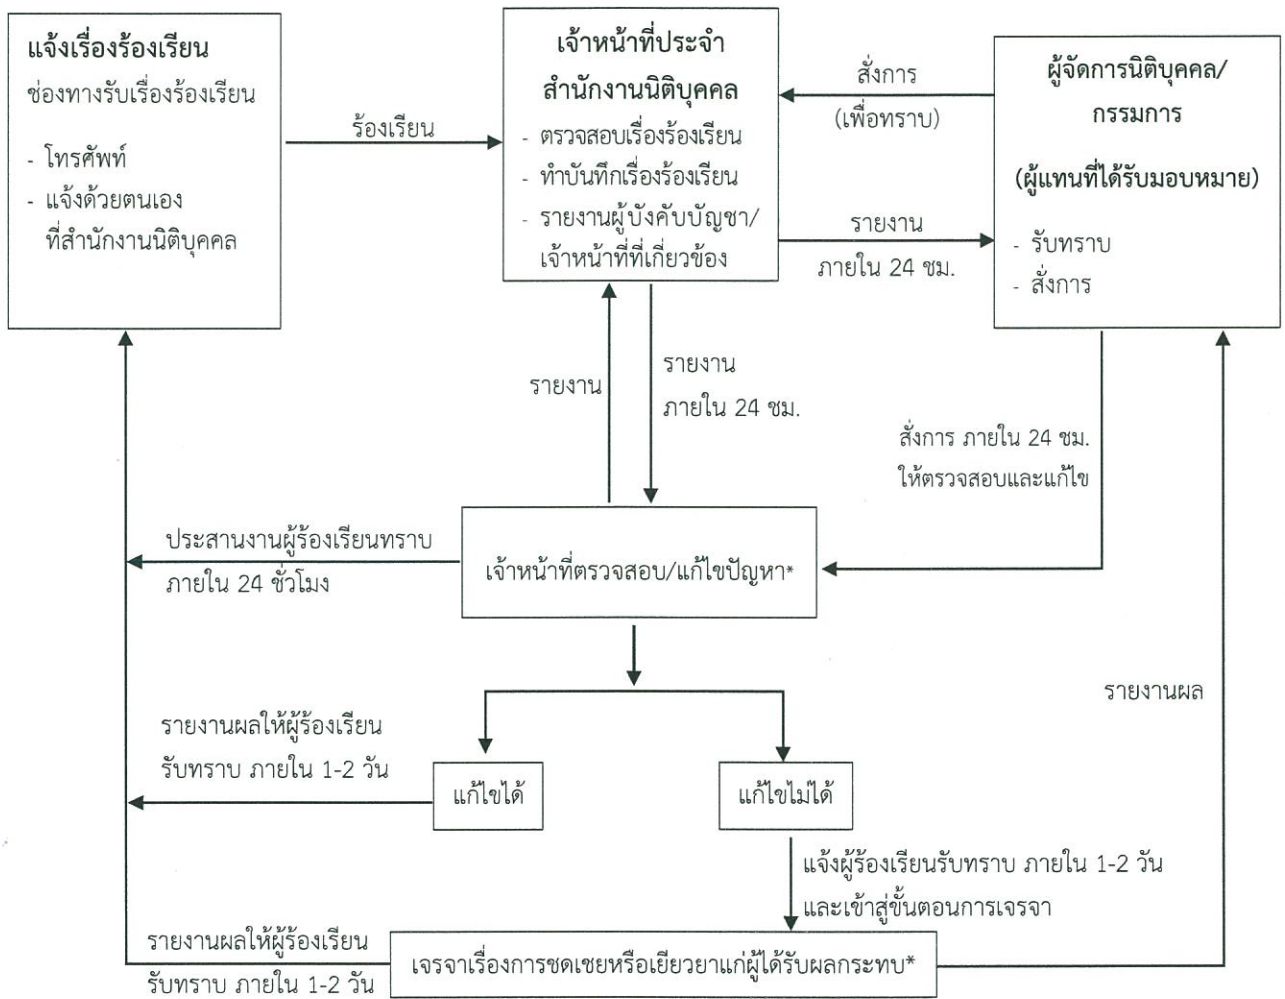 แจ้งเรื่องร้องเรียน
ช่องทางรับเรื่องร้องเรียน
- โทรศัพท์
- แจ้งด้วยตนเอง
ที่สำนักงานนิติบุคคล
ร้องเรียน
เจ้าหน้าที่ประจำ
สำนักงานนิติบุคคล
- ตรวจสอบเรื่องร้องเรียน
- ทำบันทึกเรื่องร้องเรียน
- รายงานผู้บังคับบัญชา/
เจ้าหน้าที่ที่เกี่ยวข้อง
สั่งการ
(เพื่อทราบ)
รายงาน
ภายใน 24 ชม.
ผู้จัดการนิติบุคคล/
กรรมการ
(ผู้แทนที่ได้รับมอบหมาย)
- รับทราบ
- สั่งการ
รายงาน
รายงาน
ภายใน 24 ชม.
สั่งการ ภายใน 24 ชม.
ให้ตรวจสอบและแก้ไข
ประสานงานผู้ร้องเรียนทราบ
ภายใน 24 ชั่วโมง
เจ้าหน้าที่ตรวจสอบ/แก้ไขปัญหา*
รายงานผล
รายงานผลให้ผู้ร้องเรียน
รับทราบ ภายใน 1-2 วัน
แก้ไขได้
แก้ไขไม่ได้
แจ้งผู้ร้องเรียนรับทราบ ภายใน 1-2 วัน
และเข้าสู่ขั้นตอนการเจรจา
รายงานผลให้ผู้ร้องเรียน
รับทราบ ภายใน 1-2 วัน
เจรจาเรื่องการชดเชยหรือเยียวยาแก่ผู้ได้รับผลกระทบ*